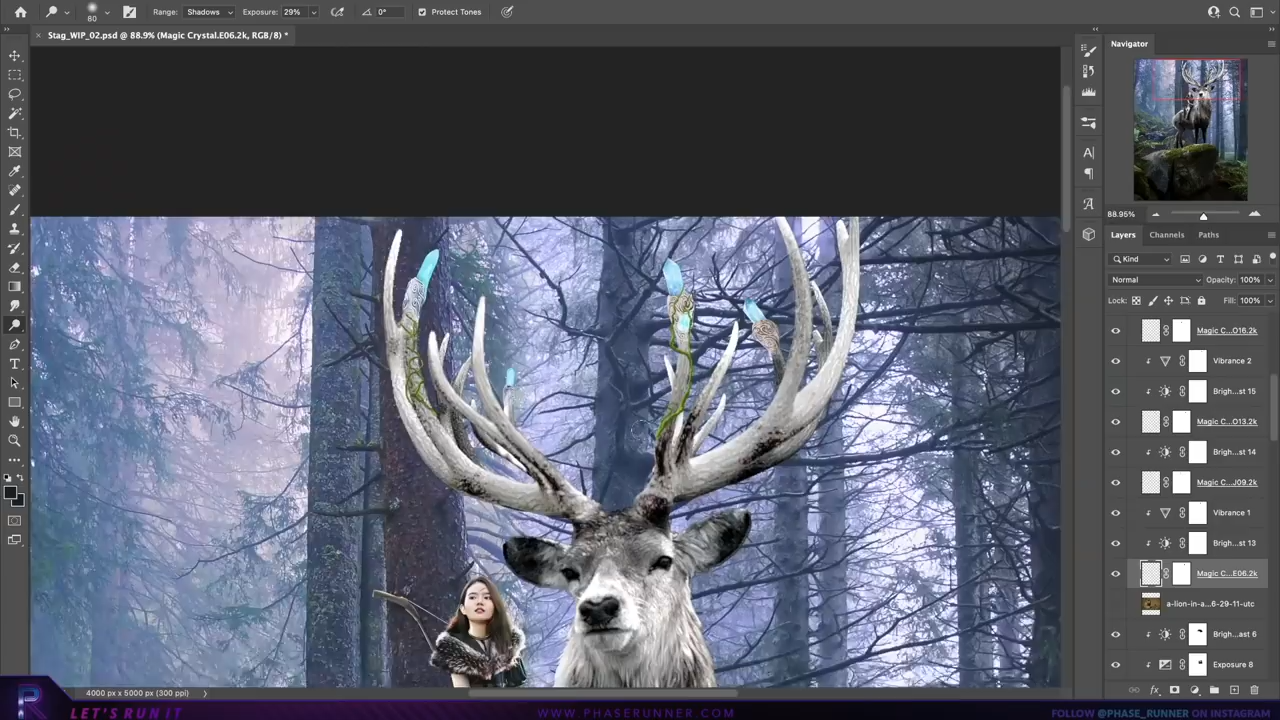 60
Range: Shadows
Exposure: 29%
0°
Protect Tones
× Stag_WIP_02.psd @ 88.9% (Magic Crystal.E06.2k, RGB/8) *
Navigator
88.95%
Layers Channels Paths
Kind
Normal
Opacity: 100%
Lock:
Fill: 100%
Magic C...O16.2k
Vibrance 2
Brigh...st 15
Magic C...O13.2k
Brigh...st 14
Magic C...J09.2k
Vibrance 1
Brigh...st 13
Magic C...E06.2k
a-lion-in-a...6-29-11-utc
Brigh...ast 6
Exposure 8
4000 px x 5000 px (300 ppi)
LET'S RUN IT
WWW.PHASERUNNER.COM
FOLLOW @PHASE_RUNNER ON INSTAGRAM